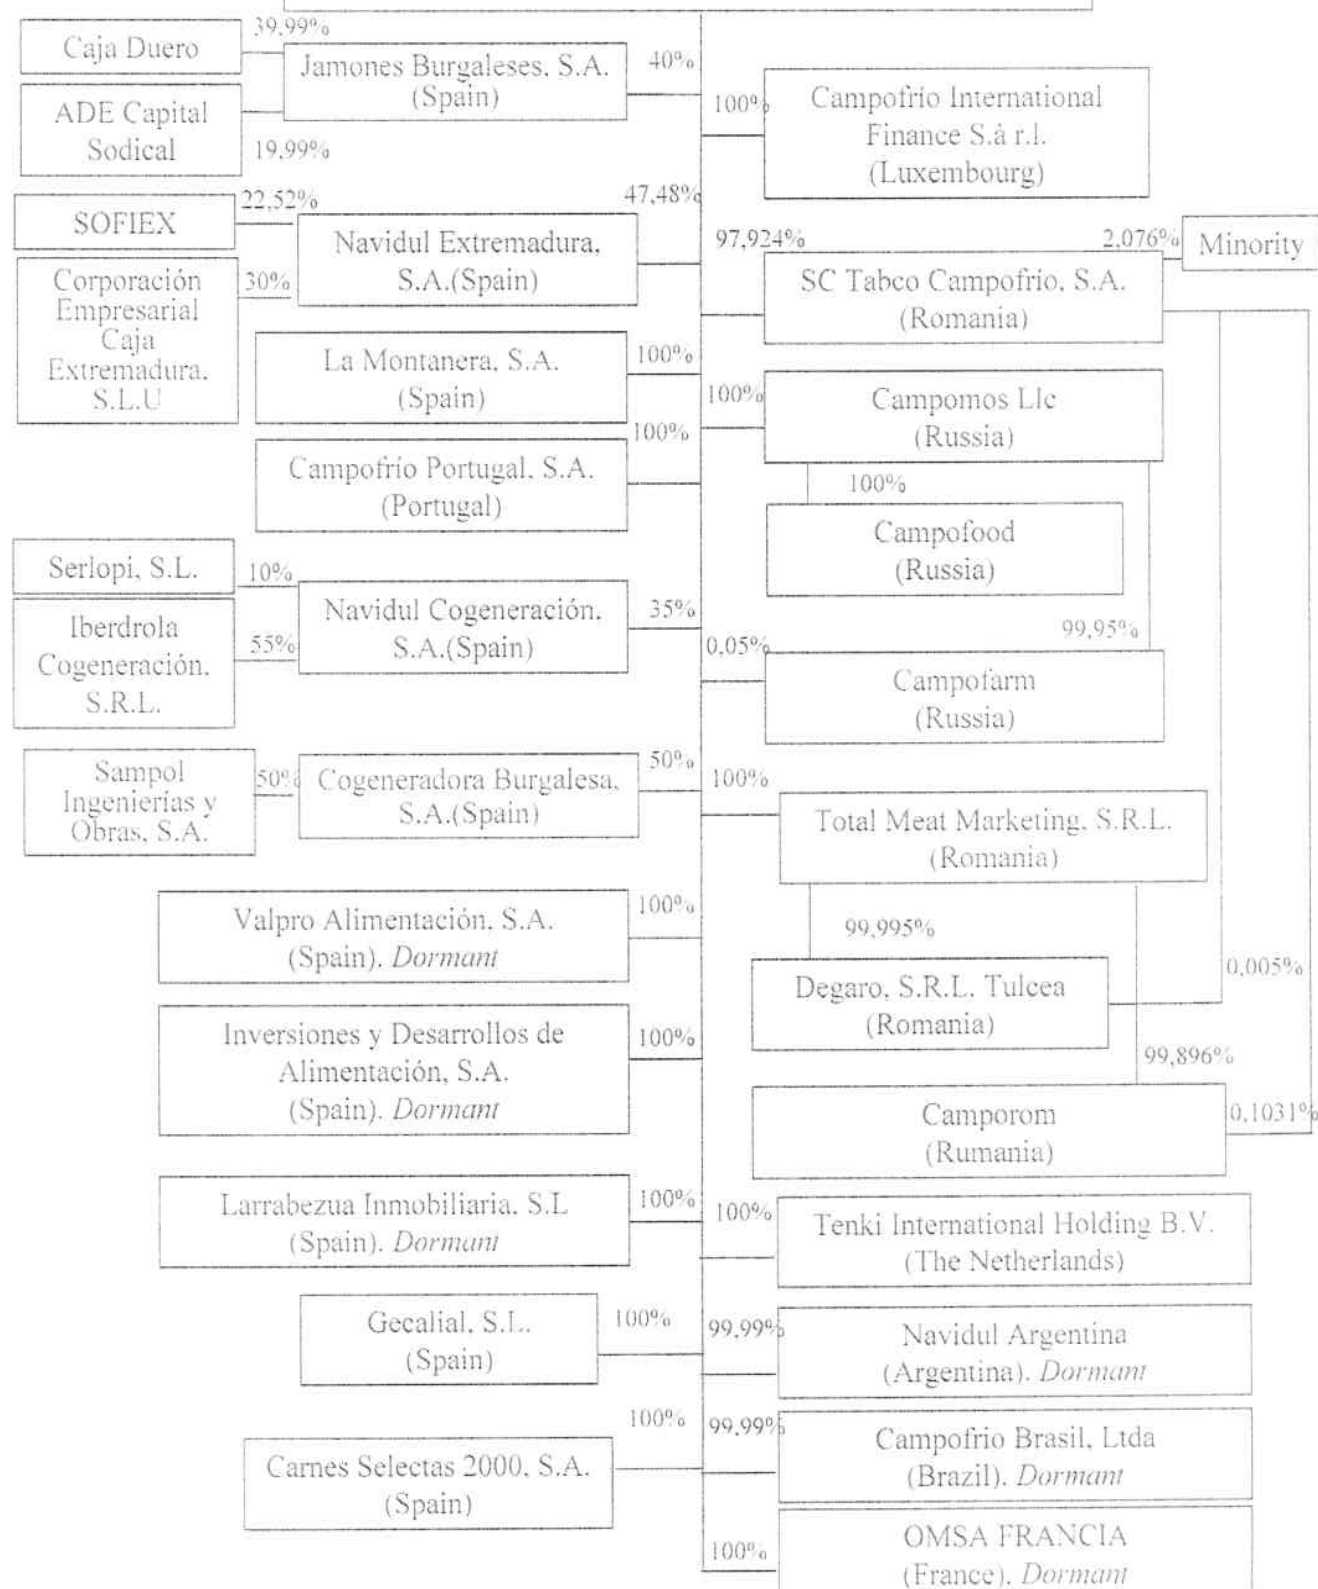 39,99%
Caja Duero
Jamones Burgaleses, S.A.
(Spain)
40%
ADE Capital
Sodical
19,99%
100%
Campofrío International
Finance S.à r.l.
(Luxembourg)
SOFIEX
22,52%
47,48%
Navidul Extremadura,
S.A.(Spain)
97,924%
2,076%
Minority
SC Tabco Campofrio, S.A.
(Romania)
Corporación
Empresarial
Caja
Extremadura,
S.L.U
30%
La Montanera, S.A.
(Spain)
100%
100%
Campomos Llc
(Russia)
100%
Campofrío Portugal, S.A.
(Portugal)
100%
Campofood
(Russia)
Serlopi, S.L.
10%
Navidul Cogeneración,
S.A.(Spain)
35%
Iberdrola
Cogeneración,
S.R.L.
55%
0,05%
99,95%
Campofarm
(Russia)
Sampol
Ingenierías y
Obras, S.A.
50%
Cogeneradora Burgalesa,
S.A.(Spain)
50%
100%
Total Meat Marketing, S.R.L.
(Romania)
Valpro Alimentación, S.A.
(Spain). Dormant
100%
99,995%
Degaro, S.R.L. Tulcea
(Romania)
0,005%
Inversiones y Desarrollos de
Alimentación, S.A.
(Spain). Dormant
100%
99,896%
Camporom
(Rumania)
0,1031%
Larrabezua Inmobiliaria, S.L
(Spain). Dormant
100%
100%
Tenki International Holding B.V.
(The Netherlands)
Gecalial, S.L.
(Spain)
100%
99,99%
Navidul Argentina
(Argentina). Dormant
100%
Carnes Selectas 2000, S.A.
(Spain)
99,99%
Campofrio Brasil, Ltda
(Brazil). Dormant
100%
OMSA FRANCIA
(France). Dormant